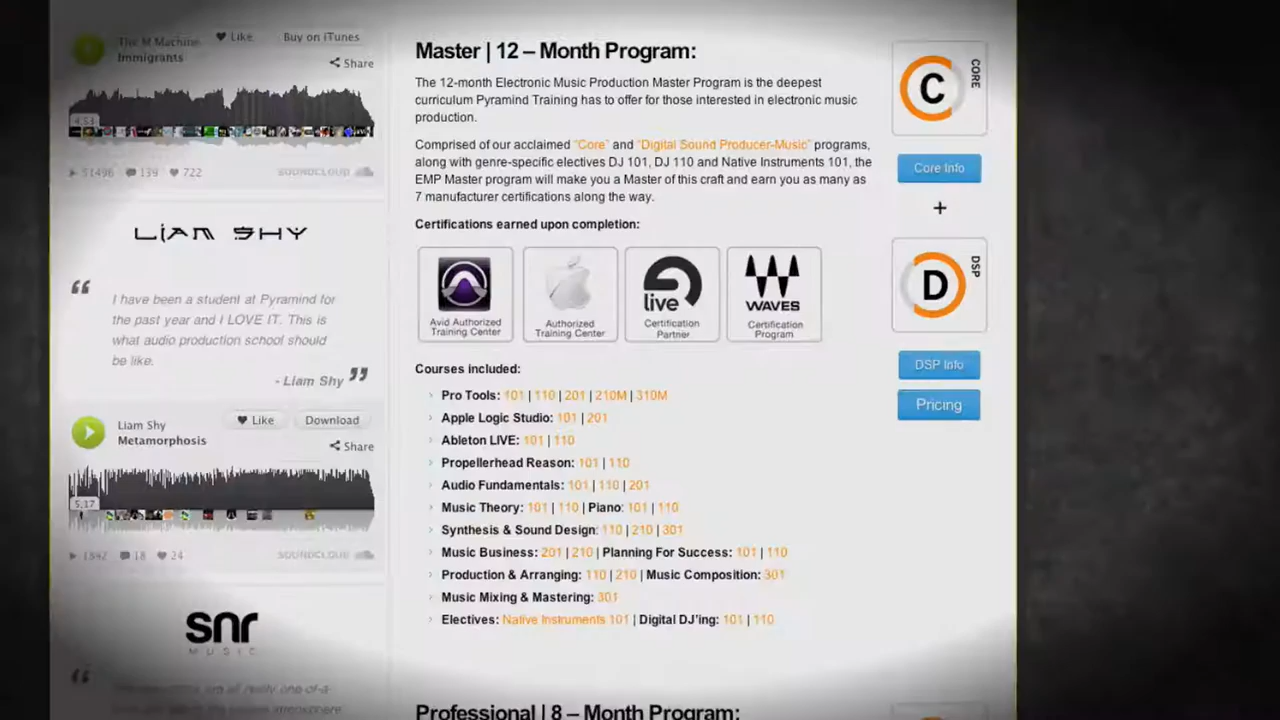 The M Machine
Immigrants
Like
Buy on iTunes
Share
4.53
51496
139
722
SOUNDCLOUD
LIAM SHY
“
I have been a student at Pyramind for
the past year and I LOVE IT. This is
what audio production school should
be like.
- Liam Shy ”
Liam Shy
Metamorphosis
Like
Download
Share
5.17
1892
18
24
SOUNDCLOUD
snr
MUSIC
“
Master | 12 – Month Program:
The 12-month Electronic Music Production Master Program is the deepest
curriculum Pyramind Training has to offer for those interested in electronic music
production.
Comprised of our acclaimed “Core” and “Digital Sound Producer-Music” programs,
along with genre-specific electives DJ 101, DJ 110 and Native Instruments 101, the
EMP Master program will make you a Master of this craft and earn you as many as
7 manufacturer certifications along the way.
Certifications earned upon completion:
Avid Authorized
Training Center
Authorized
Training Center
live
Certification
Partner
WAVES
Certification
Program
Courses included:
Pro Tools: 101 | 110 | 201 | 210M | 310M
Apple Logic Studio: 101 | 201
Ableton LIVE: 101 | 110
Propellerhead Reason: 101 | 110
Audio Fundamentals: 101 | 110 | 201
Music Theory: 101 | 110 | Piano: 101 | 110
Synthesis & Sound Design: 110 | 210 | 301
Music Business: 201 | 210 | Planning For Success: 101 | 110
Production & Arranging: 110 | 210 | Music Composition: 301
Music Mixing & Mastering: 301
Electives: Native Instruments 101 | Digital DJ'ing: 101 | 110
Professional | 8 – Month Program:
C
CORE
Core Info
+
D
DSP
DSP Info
Pricing